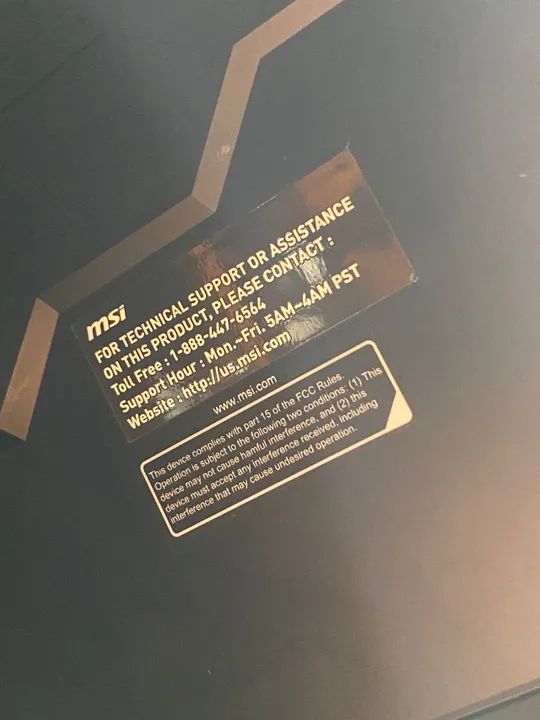 msi
FOR TECHNICAL SUPPORT OR ASSISTANCE
ON THIS PRODUCT, PLEASE CONTACT :
Toll Free : 1-888-447-6564
Support Hour : Mon.~Fri. 5AM~4AM PST
Website : http://us.msi.com
www.msi.com
This device complies with part 15 of the FCC Rules.
Operation is subject to the following two conditions: (1) This
device may not cause harmful interference, and (2) this
device must accept any interference received, including
interference that may cause undesired operation.